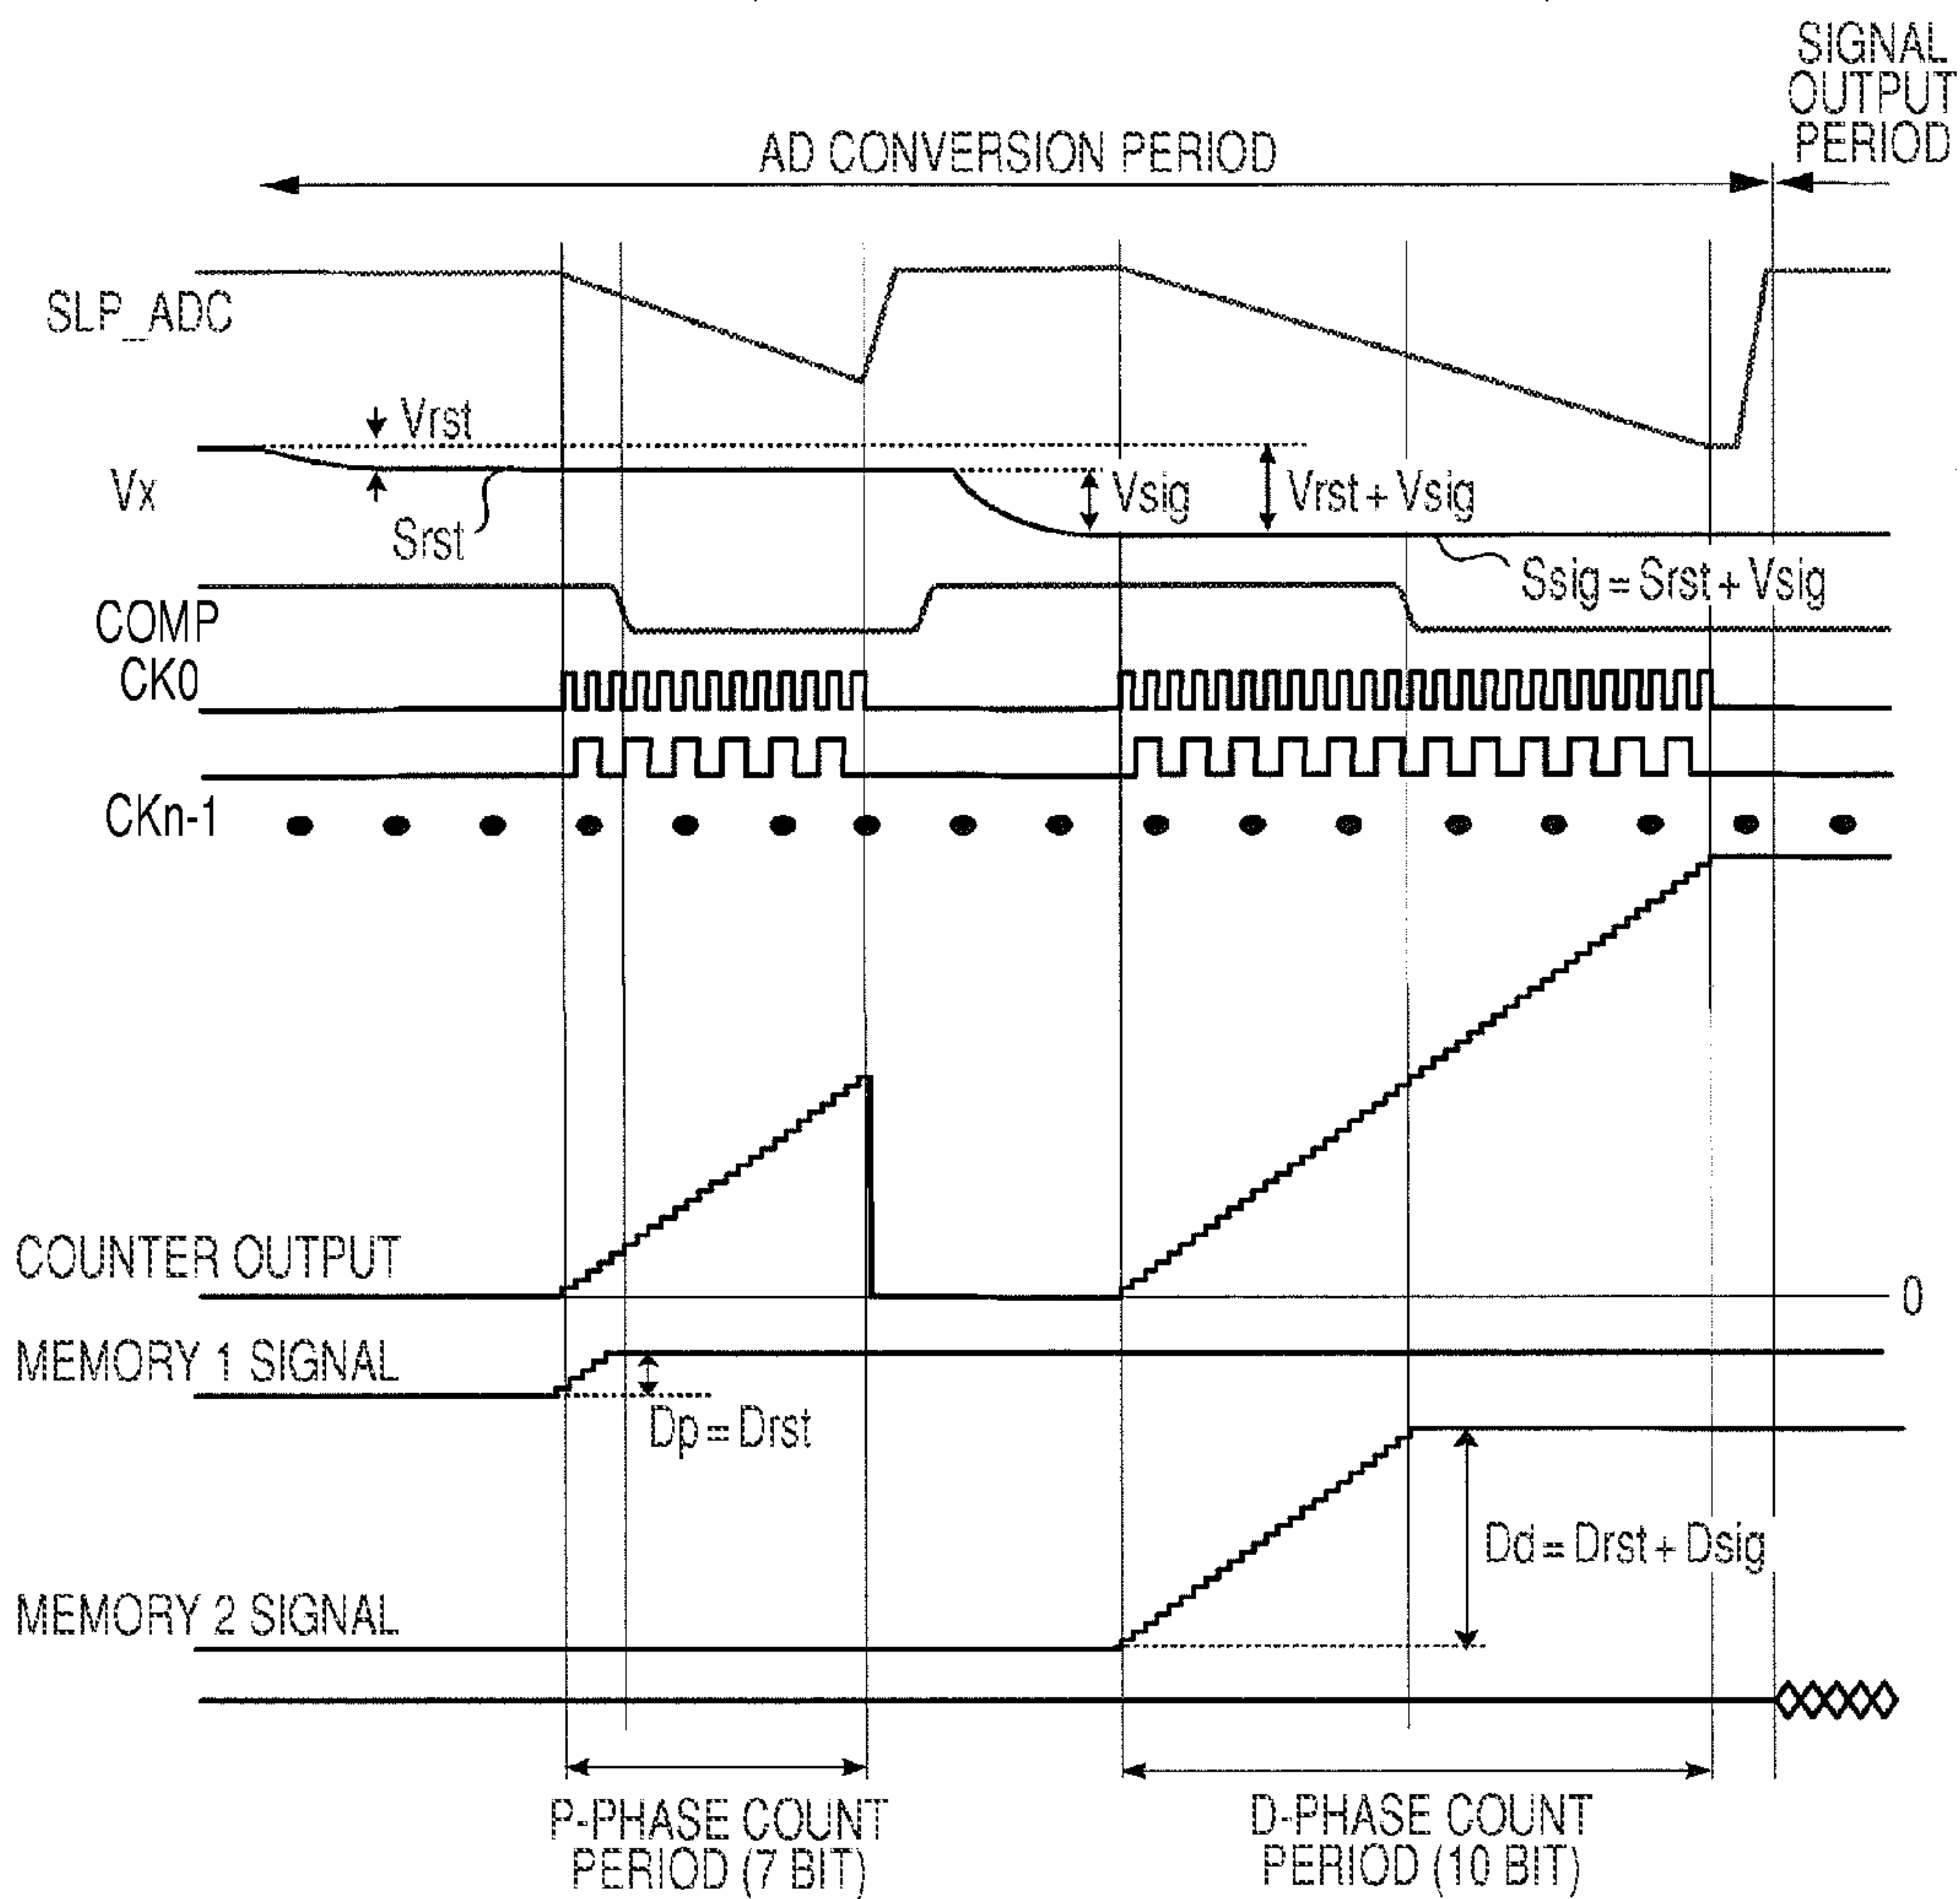 SIGNAL
OUTPUT
PERIOD
AD CONVERSION PERIOD
SLP_ADC
Vrst
Vx
Srst
Vsig
Vrst + Vsig
Ssig = Srst + Vsig
COMP
CK0
CKn-1
COUNTER OUTPUT
0
MEMORY 1 SIGNAL
Dp = Drst
Dd = Drst + Dsig
MEMORY 2 SIGNAL
P-PHASE COUNT
PERIOD (7 BIT)
D-PHASE COUNT
PERIOD (10 BIT)